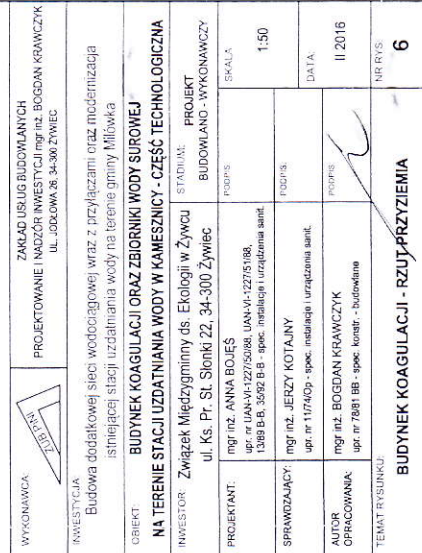 WYKONAWCA
ZUB P-NI
ZAKŁAD USŁUG BUDOWLANYCH
PROJEKTOWANIE I NADZÓR INWESTYCJI mgr inż. BOGDAN KRAWCZYK
UL. JODŁOWA 26, 34-300 ŻYWIEC
INWESTYCJA
Budowa dodatkowej sieci wodociągowej wraz z przyłączami oraz modernizacja
istniejącej stacji uzdatniania wody na terenie gminy Milówka
OBIEKT:
BUDYNEK KOAGULACJI ORAZ ZBIORNIKI WODY SUROWEJ
NA TERENIE STACJI UZDATNIANIA WODY W KAMESZNICY - CZĘŚĆ TECHNOLOGICZNA
INWESTOR
Związek Międzygminny ds. Ekologii w Żywcu
ul. Ks. Pr. St. Słonki 22, 34-300 Żywiec
STADIUM:
PROJEKT
BUDOWLANO - WYKONAWCZY
PROJEKTANT:
mgr inż. ANNA BOJĘŚ
upr. nr UAN-VI-1227/50/88, UAN-VI-1227/51/88,
13/89 B-B, 35/92 B-B - spec. instalacje i urządzenia sanit.
PODPIS
SKALA
1:50
SPRAWDZAJĄCY:
mgr inż. JERZY KOTAJNY
upr. nr 11/74/Op - spec. instalacje i urządzenia sanit.
PODPIS:
AUTOR
OPRACOWANIA:
mgr inż. BOGDAN KRAWCZYK
upr. nr 78/81 BB - spec. konstr. - budowlane
PODPIS
DATA:
II 2016
TEMAT RYSUNKU:
BUDYNEK KOAGULACJI - RZUT PRZYZIEMIA
NR RYS:
6